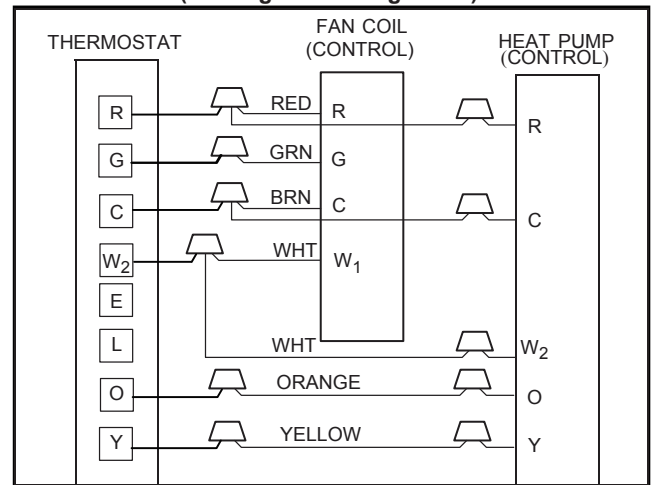 THERMOSTAT
FAN COIL
(CONTROL)
HEAT PUMP
(CONTROL)
R
RED
R
R
G
GRN
G
C
BRN
C
C
W2
WHT
W1
E
L
WHT
W2
O
ORANGE
O
Y
YELLOW
Y